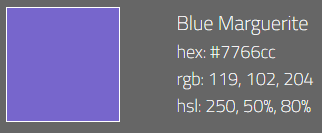 Blue Marguerite
hex: #7766cc
rgb: 119, 102, 204
hsl: 250, 50%, 80%